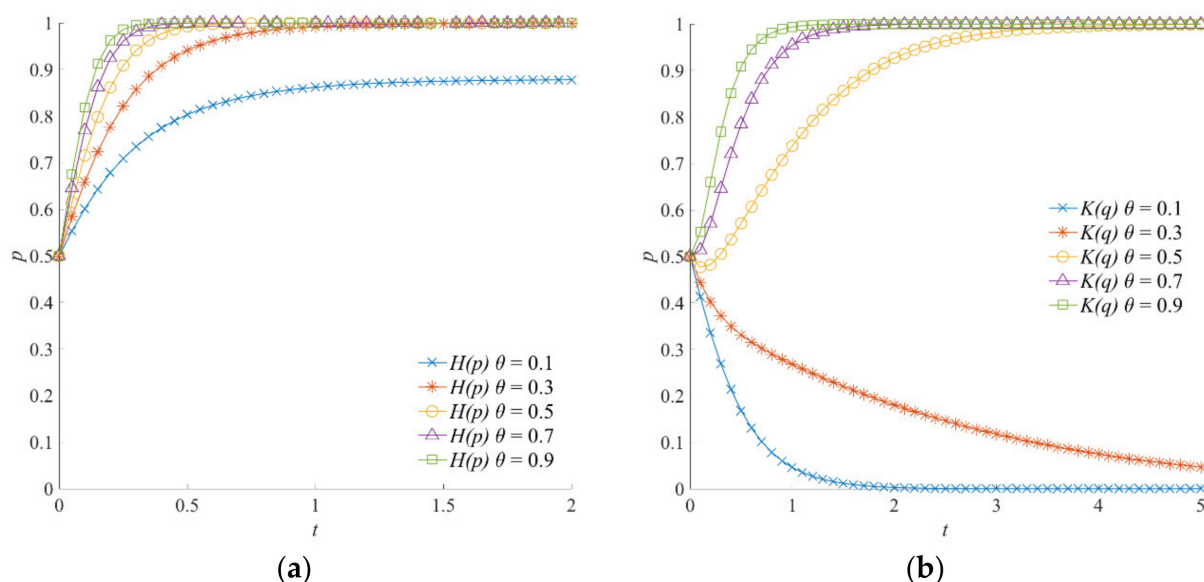 1
0.9
0.8
0.7
0.6
0.5
0.4
0.3
0.2
0.1
0
p
0 0.5 1 1.5 2
t
H(p) θ = 0.1
H(p) θ = 0.3
H(p) θ = 0.5
H(p) θ = 0.7
H(p) θ = 0.9
(a)
1
0.9
0.8
0.7
0.6
0.5
0.4
0.3
0.2
0.1
0
p
0 1 2 3 4 5
t
K(q) θ = 0.1
K(q) θ = 0.3
K(q) θ = 0.5
K(q) θ = 0.7
K(q) θ = 0.9
(b)